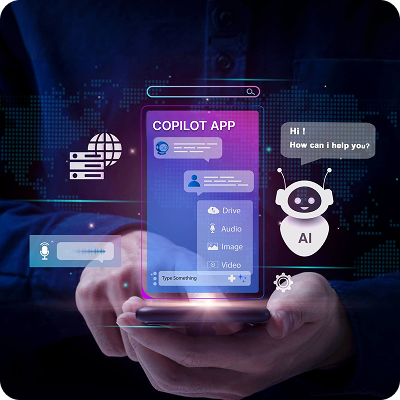 COPILOT APP
Hi !
How can i help you?
Drive
Audio
Image
Video
AI
Type Something